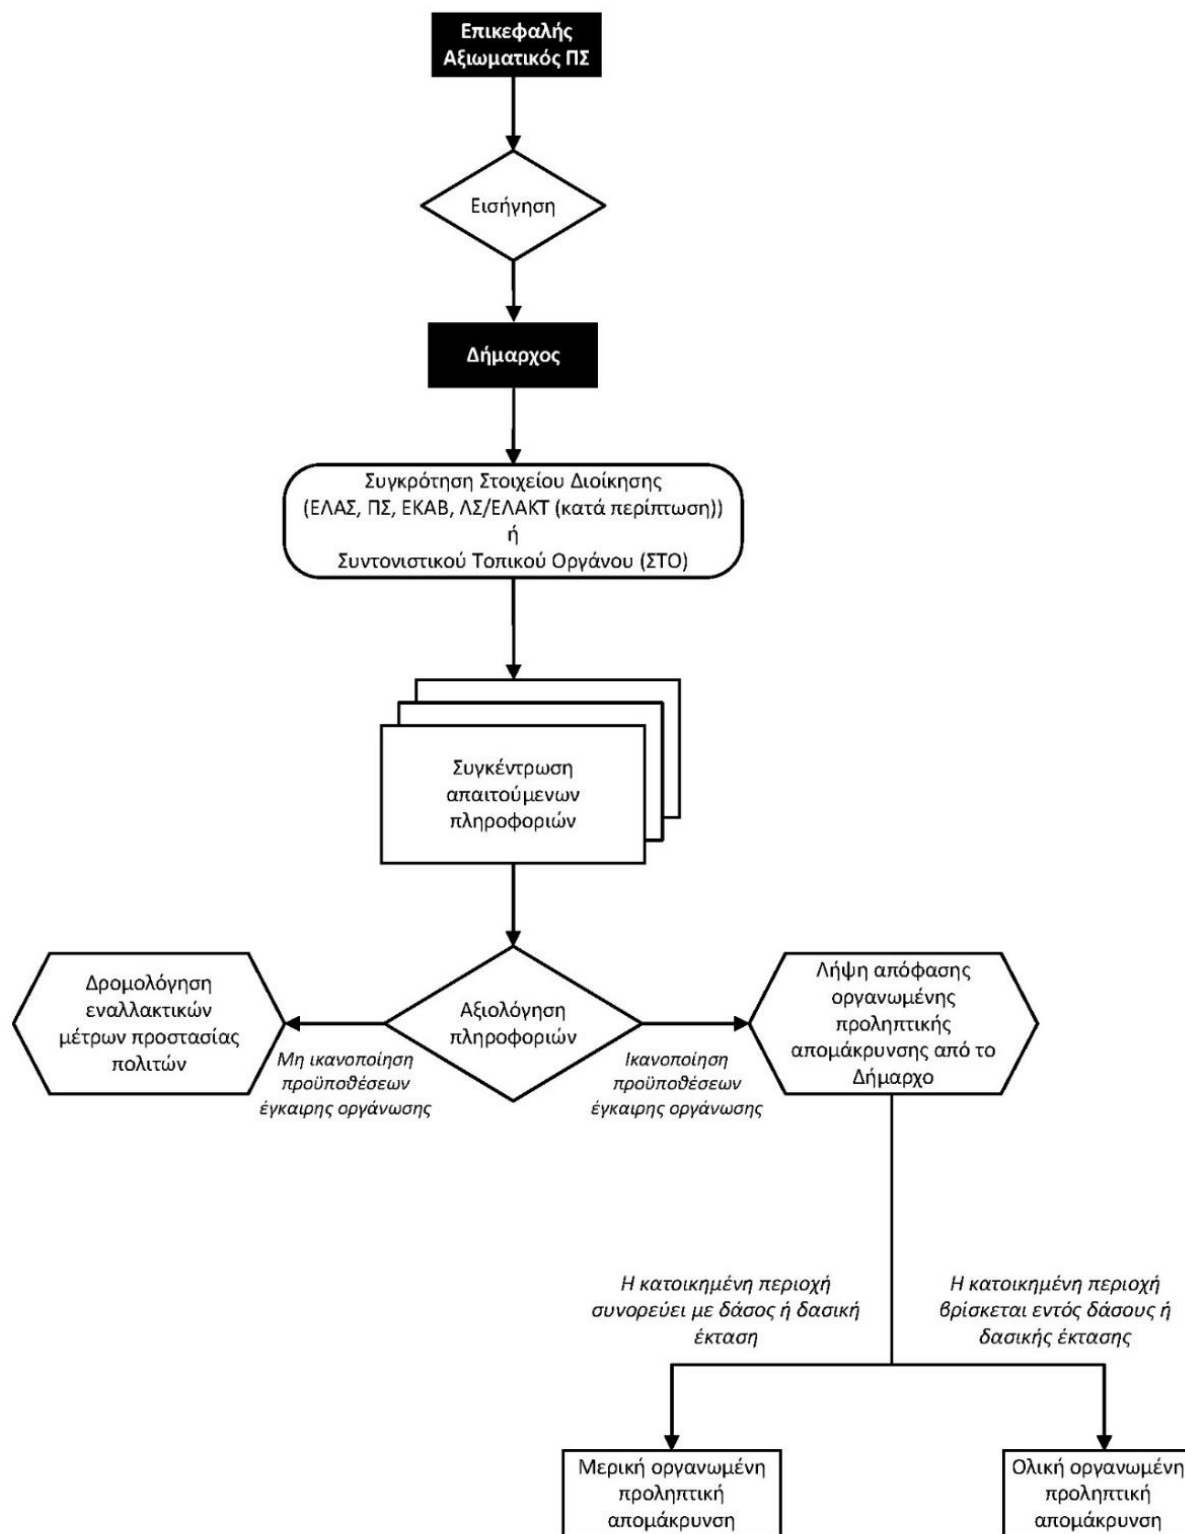 Επικεφαλής
Αξιωματικός ΠΣ
Εισήγηση
Δήμαρχος
Συγκρότηση Στοιχείου Διοίκησης
(ΕΛΑΣ, ΠΣ, ΕΚΑΒ, ΛΣ/ΕΛΑΚΤ (κατά περίπτωση))
ή
Συντονιστικού Τοπικού Οργάνου (ΣΤΟ)
Συγκέντρωση
απαιτούμενων
πληροφοριών
Δρομολόγηση
εναλλακτικών
μέτρων προστασίας
πολιτών
Αξιολόγηση
πληροφοριών
Λήψη απόφασης
οργανωμένης
προληπτικής
απομάκρυνσης από το
Δήμαρχο
Μη ικανοποίηση
προϋποθέσεων
έγκαιρης οργάνωσης
Ικανοποίηση
προϋποθέσεων
έγκαιρης οργάνωσης
Η κατοικημένη περιοχή
συνορεύει με δάσος ή δασική
έκταση
Η κατοικημένη περιοχή
βρίσκεται εντός δάσους ή
δασικής έκτασης
Μερική οργανωμένη
προληπτική
απομάκρυνση
Ολική οργανωμένη
προληπτική
απομάκρυνση